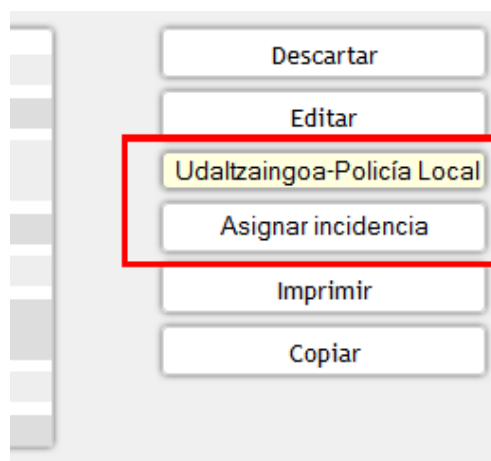 Descartar
Editar
Udaltzaingoa-Policía Local
Asignar incidencia
Imprimir
Copiar